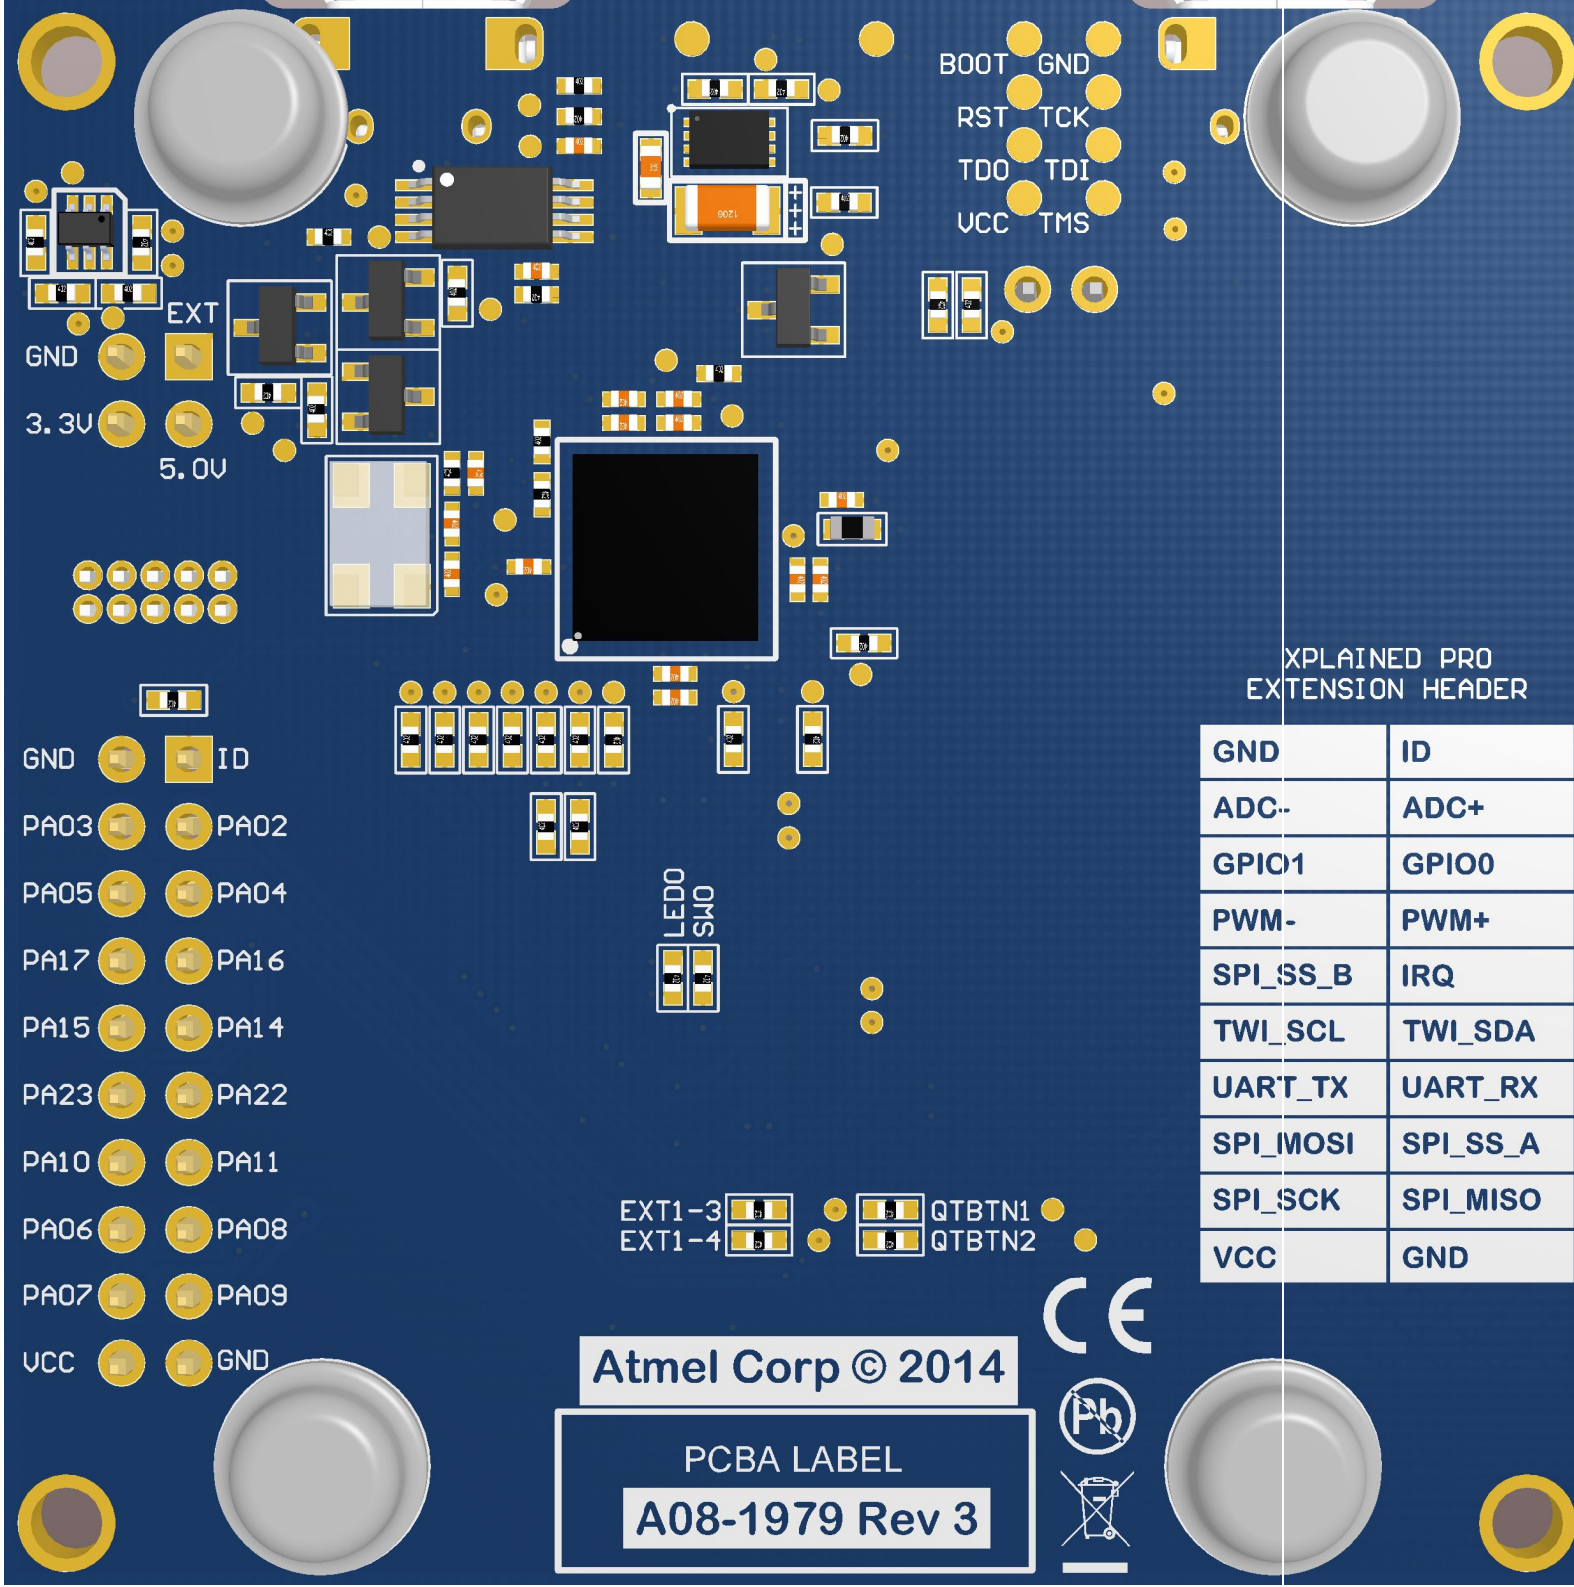 BOOT GND
RST TCK
TDO TDI
VCC TMS
EXT
GND
3.3V
5.0V
1206
XPLAINED PRO
EXTENSION HEADER
GND ID
ADC- ADC+
GPIO1 GPIO0
PWM- PWM+
SPI_SS_B IRQ
TWI_SCL TWI_SDA
UART_TX UART_RX
SPI_MOSI SPI_SS_A
SPI_SCK SPI_MISO
VCC GND
GND ID
PA03 PA02
PA05 PA04
PA17 PA16
PA15 PA14
PA23 PA22
PA10 PA11
PA06 PA08
PA07 PA09
VCC GND
LED0
SW0
EXT1-3 QTBTN1
EXT1-4 QTBTN2
CE
Atmel Corp © 2014
Pb
PCBA LABEL
A08-1979 Rev 3